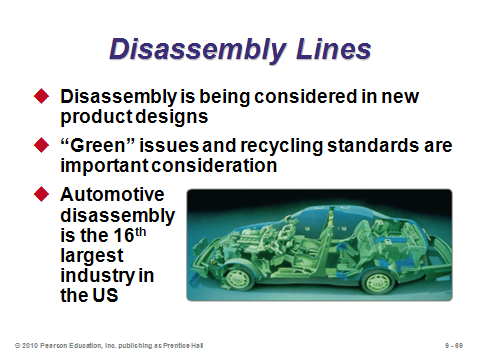 Disassembly Lines
Disassembly is being considered in new
product designs
“Green” issues and recycling standards are
important consideration
Automotive
disassembly
is the 16th
largest
industry in
the US
© 2010 Pearson Education, Inc. publishing as Prentice Hall
9 - 69